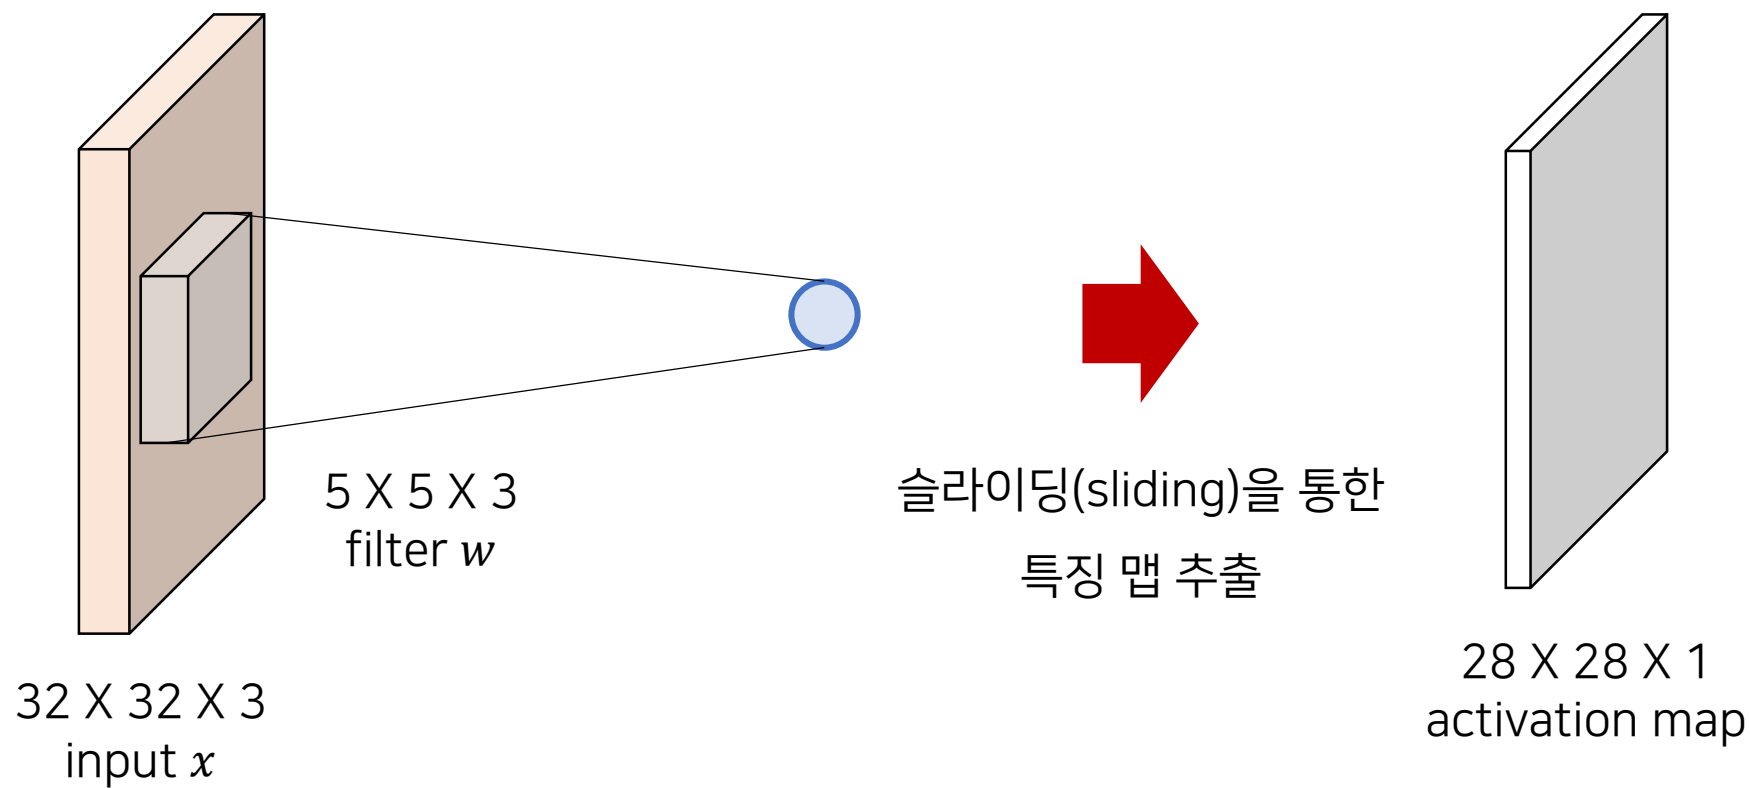 5 X 5 X 3
filter w
슬라이딩(sliding)을 통한
특징 맵 추출
32 X 32 X 3
input x
28 X 28 X 1
activation map